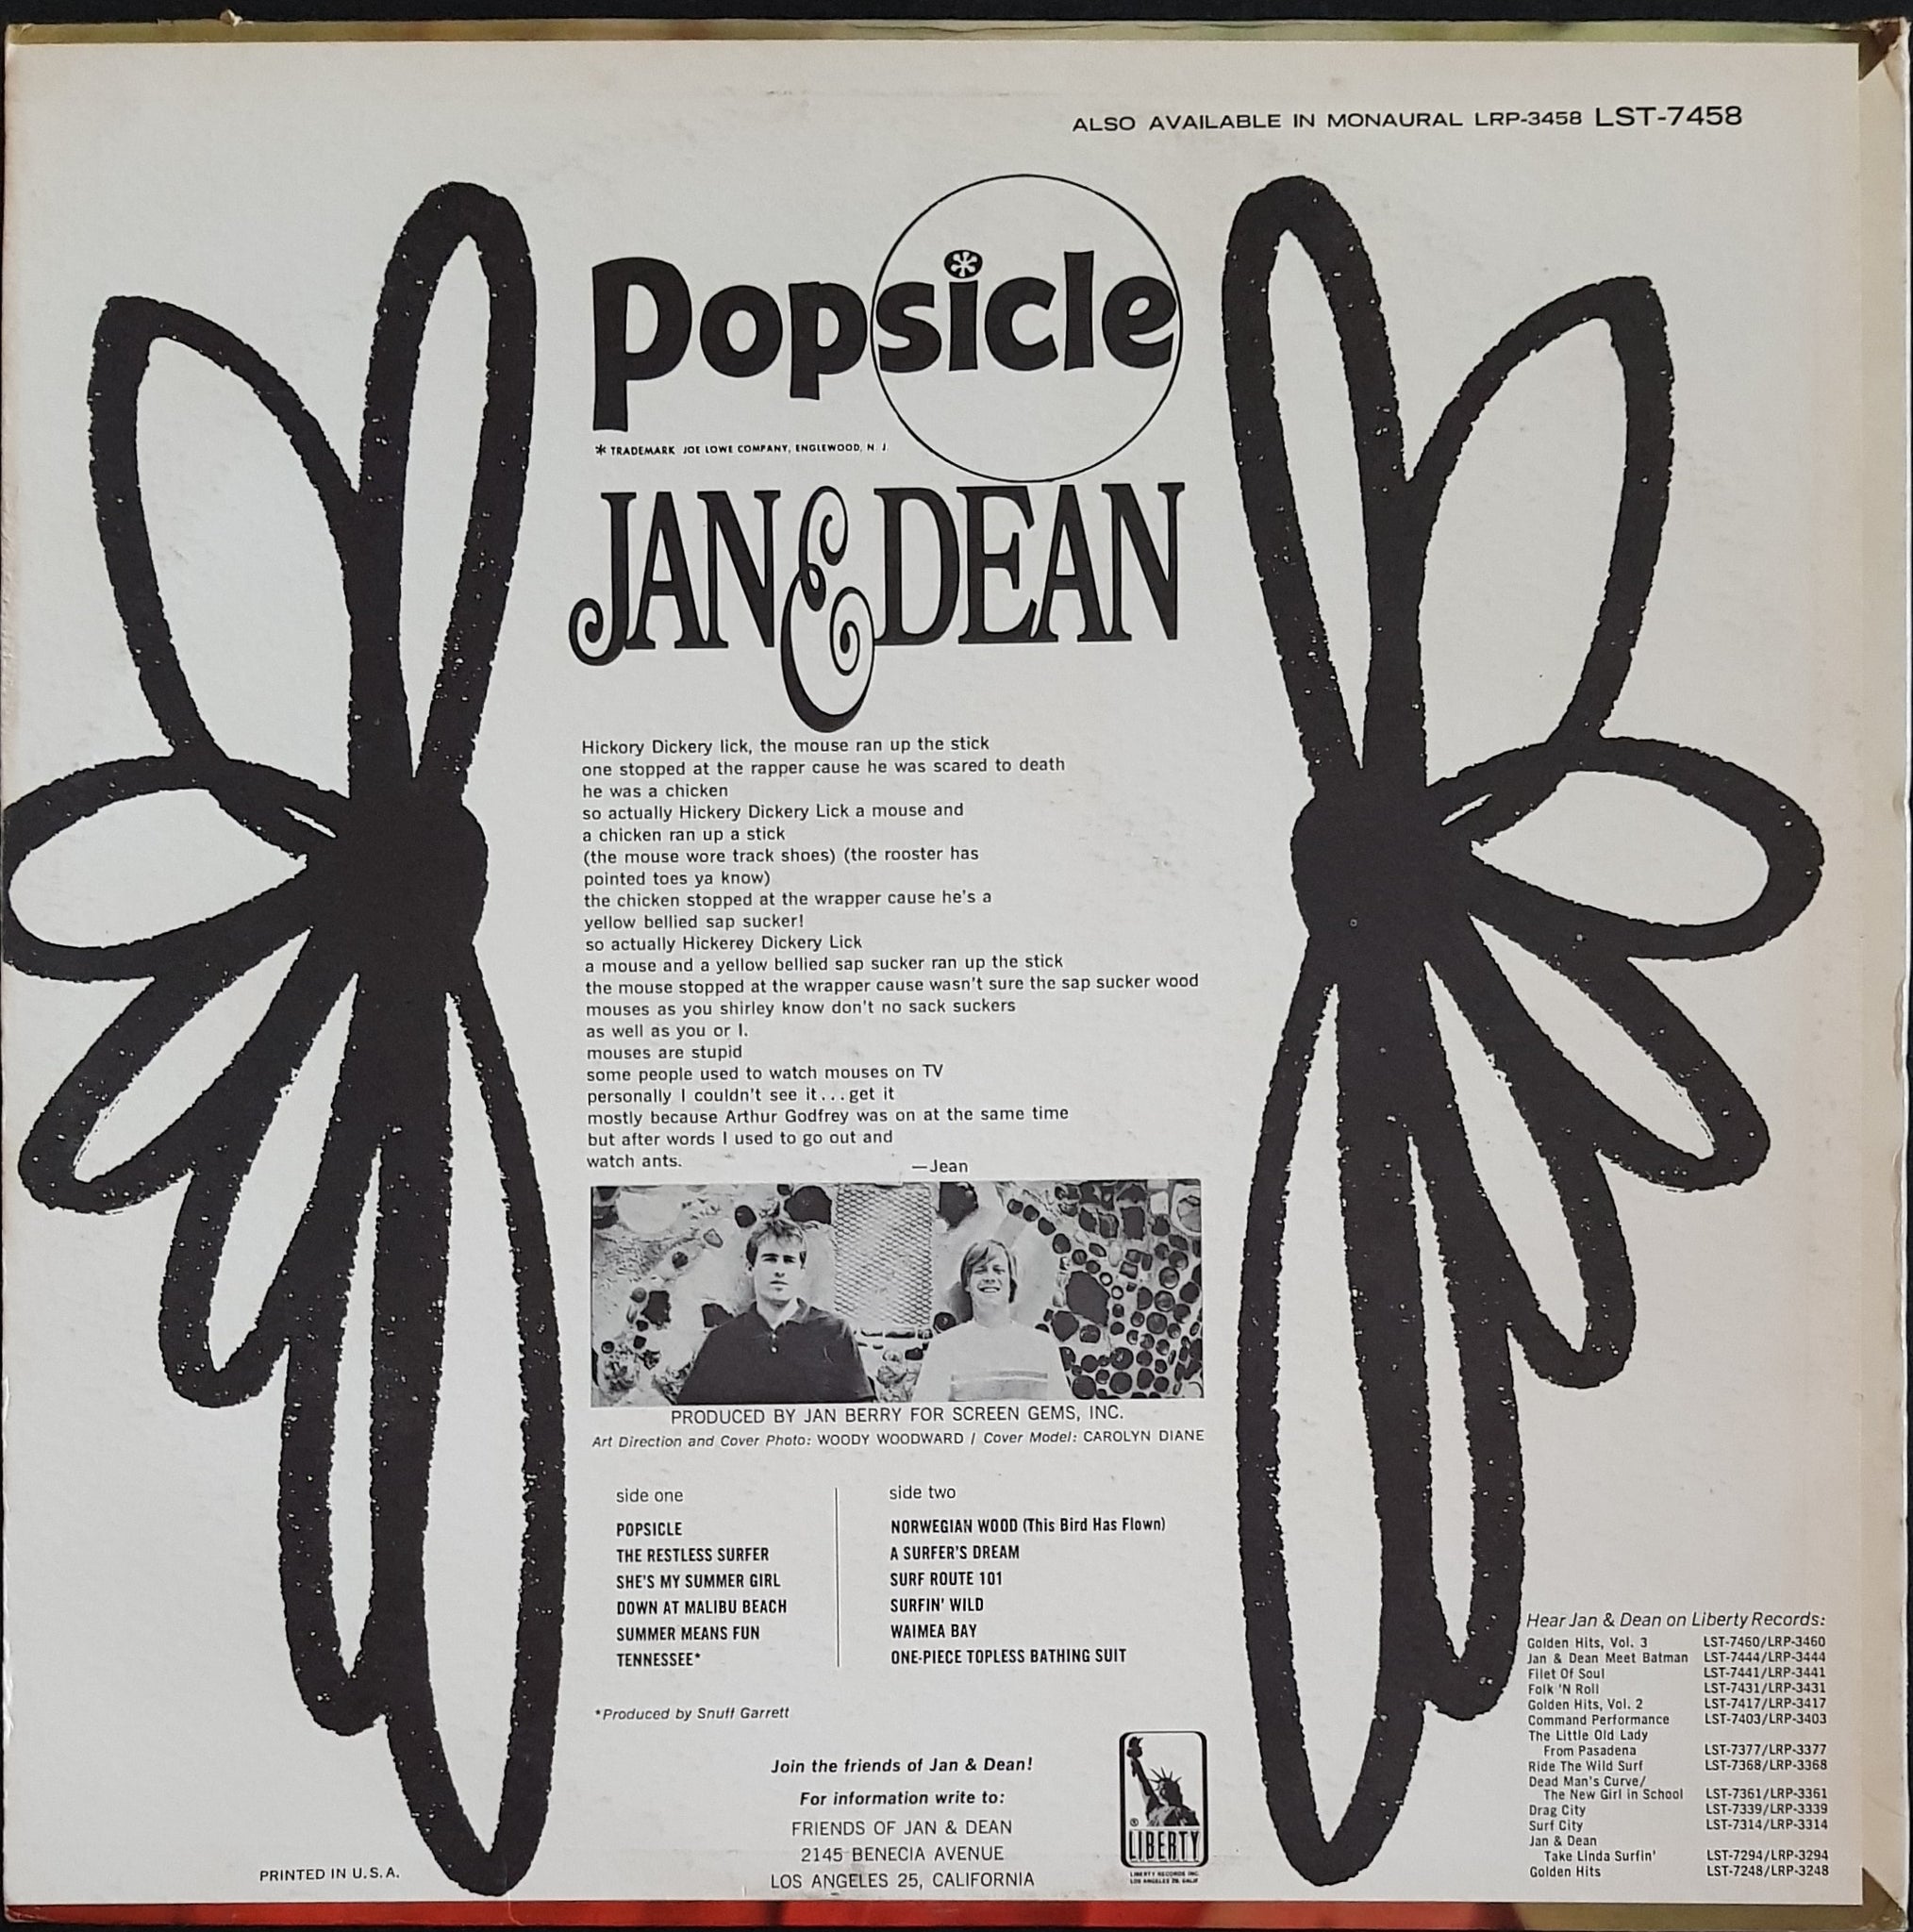 ALSO AVAILABLE IN MONAURAL LRP-3458 LST-7458
Popsicle
* TRADEMARK JOE LOWE COMPANY, ENGLEWOOD, N. J.
JAN & DEAN
Hickory Dickery lick, the mouse ran up the stick
one stopped at the rapper cause he was scared to death
he was a chicken
so actually Hickery Dickery Lick a mouse and
a chicken ran up a stick
(the mouse wore track shoes) (the rooster has
pointed toes ya know)
the chicken stopped at the wrapper cause he's a
yellow bellied sap sucker!
so actually Hickerey Dickery Lick
a mouse and a yellow bellied sap sucker ran up the stick
the mouse stopped at the wrapper cause wasn't sure the sap sucker wood
mouses as you shirley know don't no sack suckers
as well as you or I.
mouses are stupid
some people used to watch mouses on TV
personally I couldn't see it...get it
mostly because Arthur Godfrey was on at the same time
but after words I used to go out and
watch ants.
—Jean
PRODUCED BY JAN BERRY FOR SCREEN GEMS, INC.
Art Direction and Cover Photo: WOODY WOODWARD / Cover Model: CAROLYN DIANE
side one
POPSICLE
THE RESTLESS SURFER
SHE'S MY SUMMER GIRL
DOWN AT MALIBU BEACH
SUMMER MEANS FUN
TENNESSEE*
side two
NORWEGIAN WOOD (This Bird Has Flown)
A SURFER'S DREAM
SURF ROUTE 101
SURFIN' WILD
WAIMEA BAY
ONE-PIECE TOPLESS BATHING SUIT
*Produced by Snuff Garrett
Join the friends of Jan & Dean!
For information write to:
FRIENDS OF JAN & DEAN
2145 BENECIA AVENUE
LOS ANGELES 25, CALIFORNIA
PRINTED IN U.S.A.
®
LIBERTY
LIBERTY RECORDS INC.
LOS ANGELES 28, CALIF
Hear Jan & Dean on Liberty Records:
Golden Hits, Vol. 3 LST-7460/LRP-3460
Jan & Dean Meet Batman LST-7444/LRP-3444
Filet Of Soul LST-7441/LRP-3441
Folk 'N Roll LST-7431/LRP-3431
Golden Hits, Vol. 2 LST-7417/LRP-3417
Command Performance LST-7403/LRP-3403
The Little Old Lady
From Pasadena LST-7377/LRP-3377
Ride The Wild Surf LST-7368/LRP-3368
Dead Man's Curve/
The New Girl in School LST-7361/LRP-3361
Drag City LST-7339/LRP-3339
Surf City LST-7314/LRP-3314
Jan & Dean
Take Linda Surfin' LST-7294/LRP-3294
Golden Hits LST-7248/LRP-3248